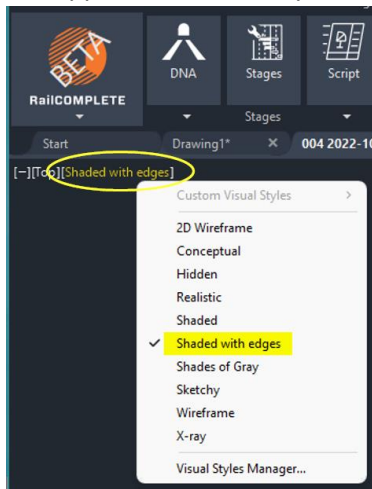 BETA
RailCOMPLETE
DNA
Stages
Script
Stages
Start Drawing1* × 004 2022-10
[−][Top][Shaded with edges]
Custom Visual Styles >
2D Wireframe
Conceptual
Hidden
Realistic
Shaded
✓ Shaded with edges
Shades of Gray
Sketchy
Wireframe
X-ray
Visual Styles Manager...